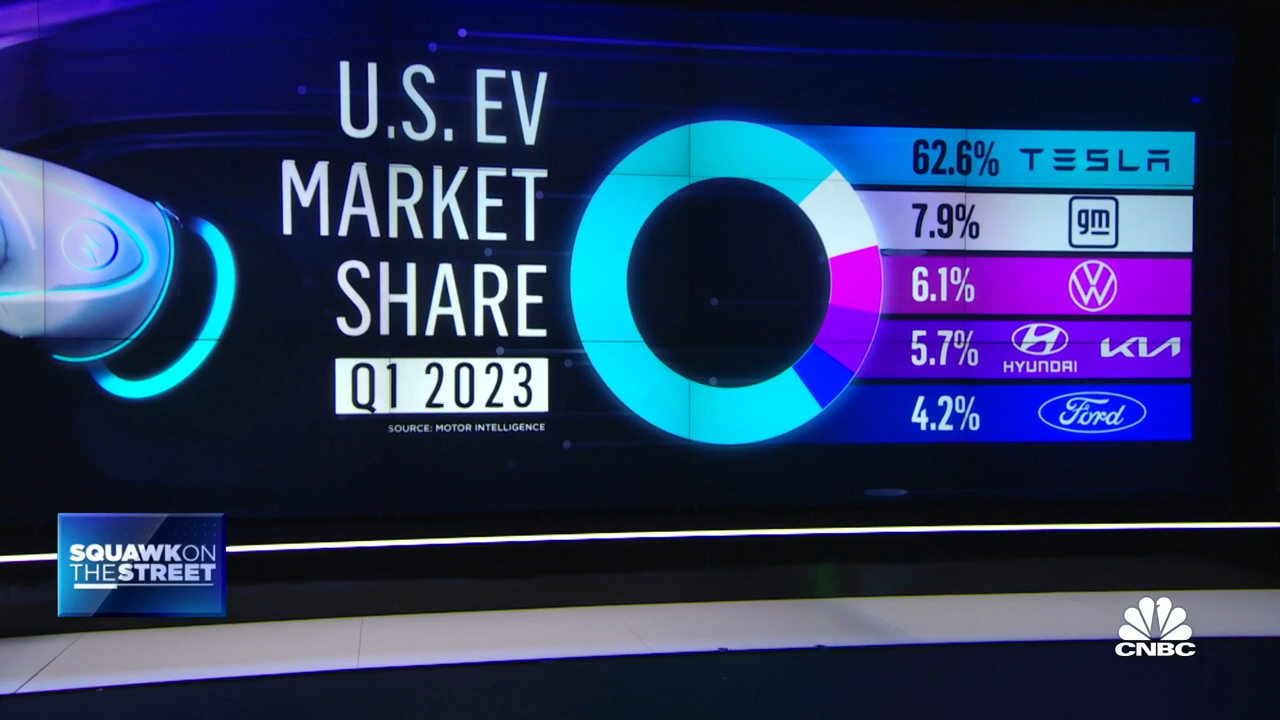 U.S. EV
MARKET
SHARE
Q1 2023
SOURCE: MOTOR INTELLIGENCE
62.6% TESLA
7.9% gm
6.1% VW
5.7% HYUNDAI KIA
4.2% Ford
SQUAWK ON
THE STREET
CNBC